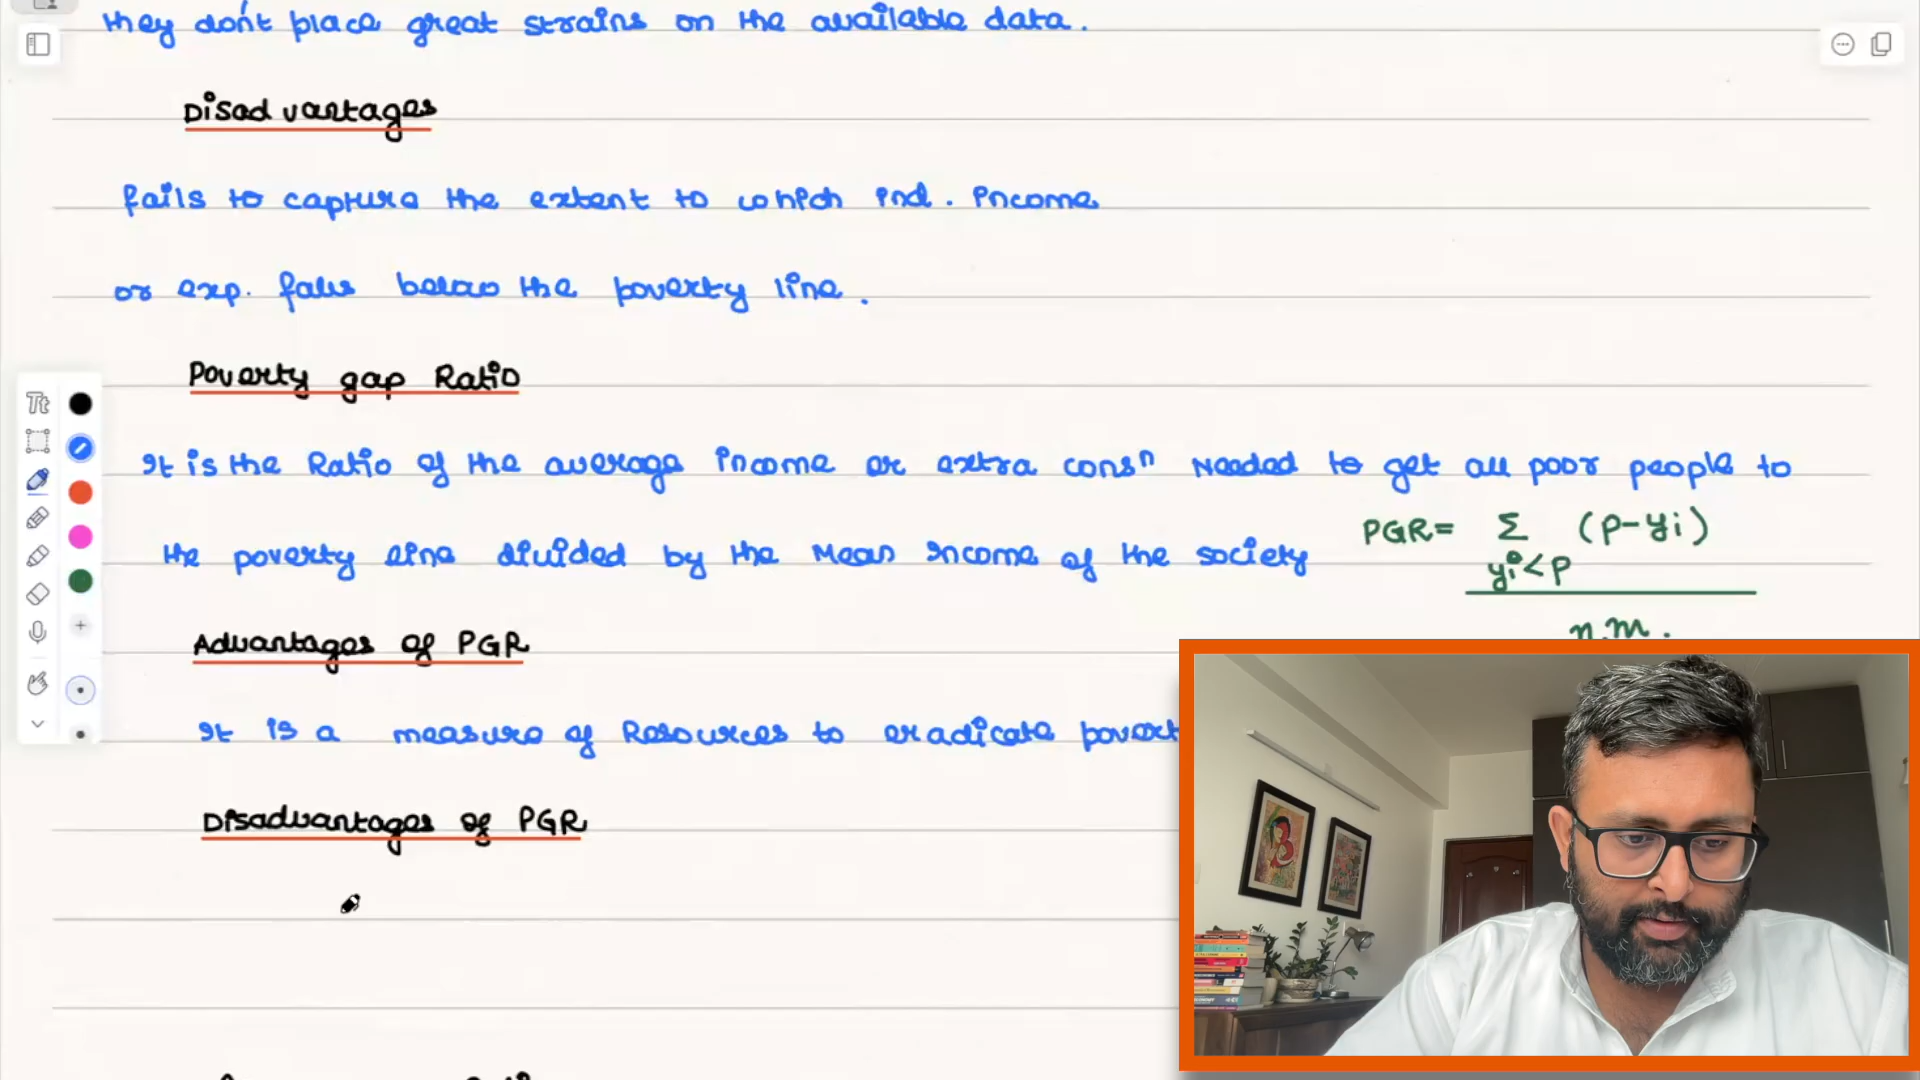 they don't place great strains on the available data.
Disadvantages
fails to capture the extent to which ind. income
or exp. falls below the poverty line.
Poverty gap Ratio
It is the Ratio of the average income or extra consⁿ Needed to get all poor people to
the poverty line divided by the Mean Income of the society
PGR= Σ (p-yi)
yi<p
n.m.
Advantages of PGR
It is a measure of Resources to eradicate povert
Disadvantages of PGR
Tt